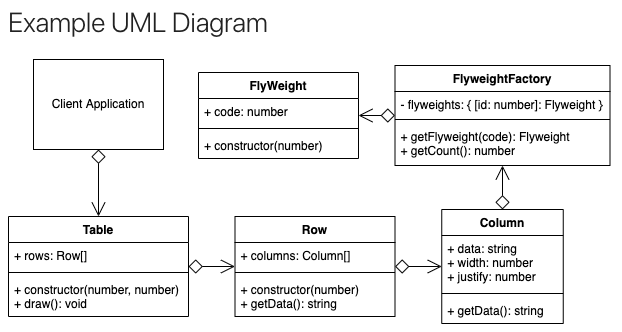 Example UML Diagram
Client Application
FlyWeight
+ code: number
+ constructor(number)
FlyweightFactory
- flyweights: { [id: number]: Flyweight }
+ getFlyweight(code): Flyweight
+ getCount(): number
Table
+ rows: Row[]
+ constructor(number, number)
+ draw(): void
Row
+ columns: Column[]
+ constructor(number)
+ getData(): string
Column
+ data: string
+ width: number
+ justify: number
+ getData(): string